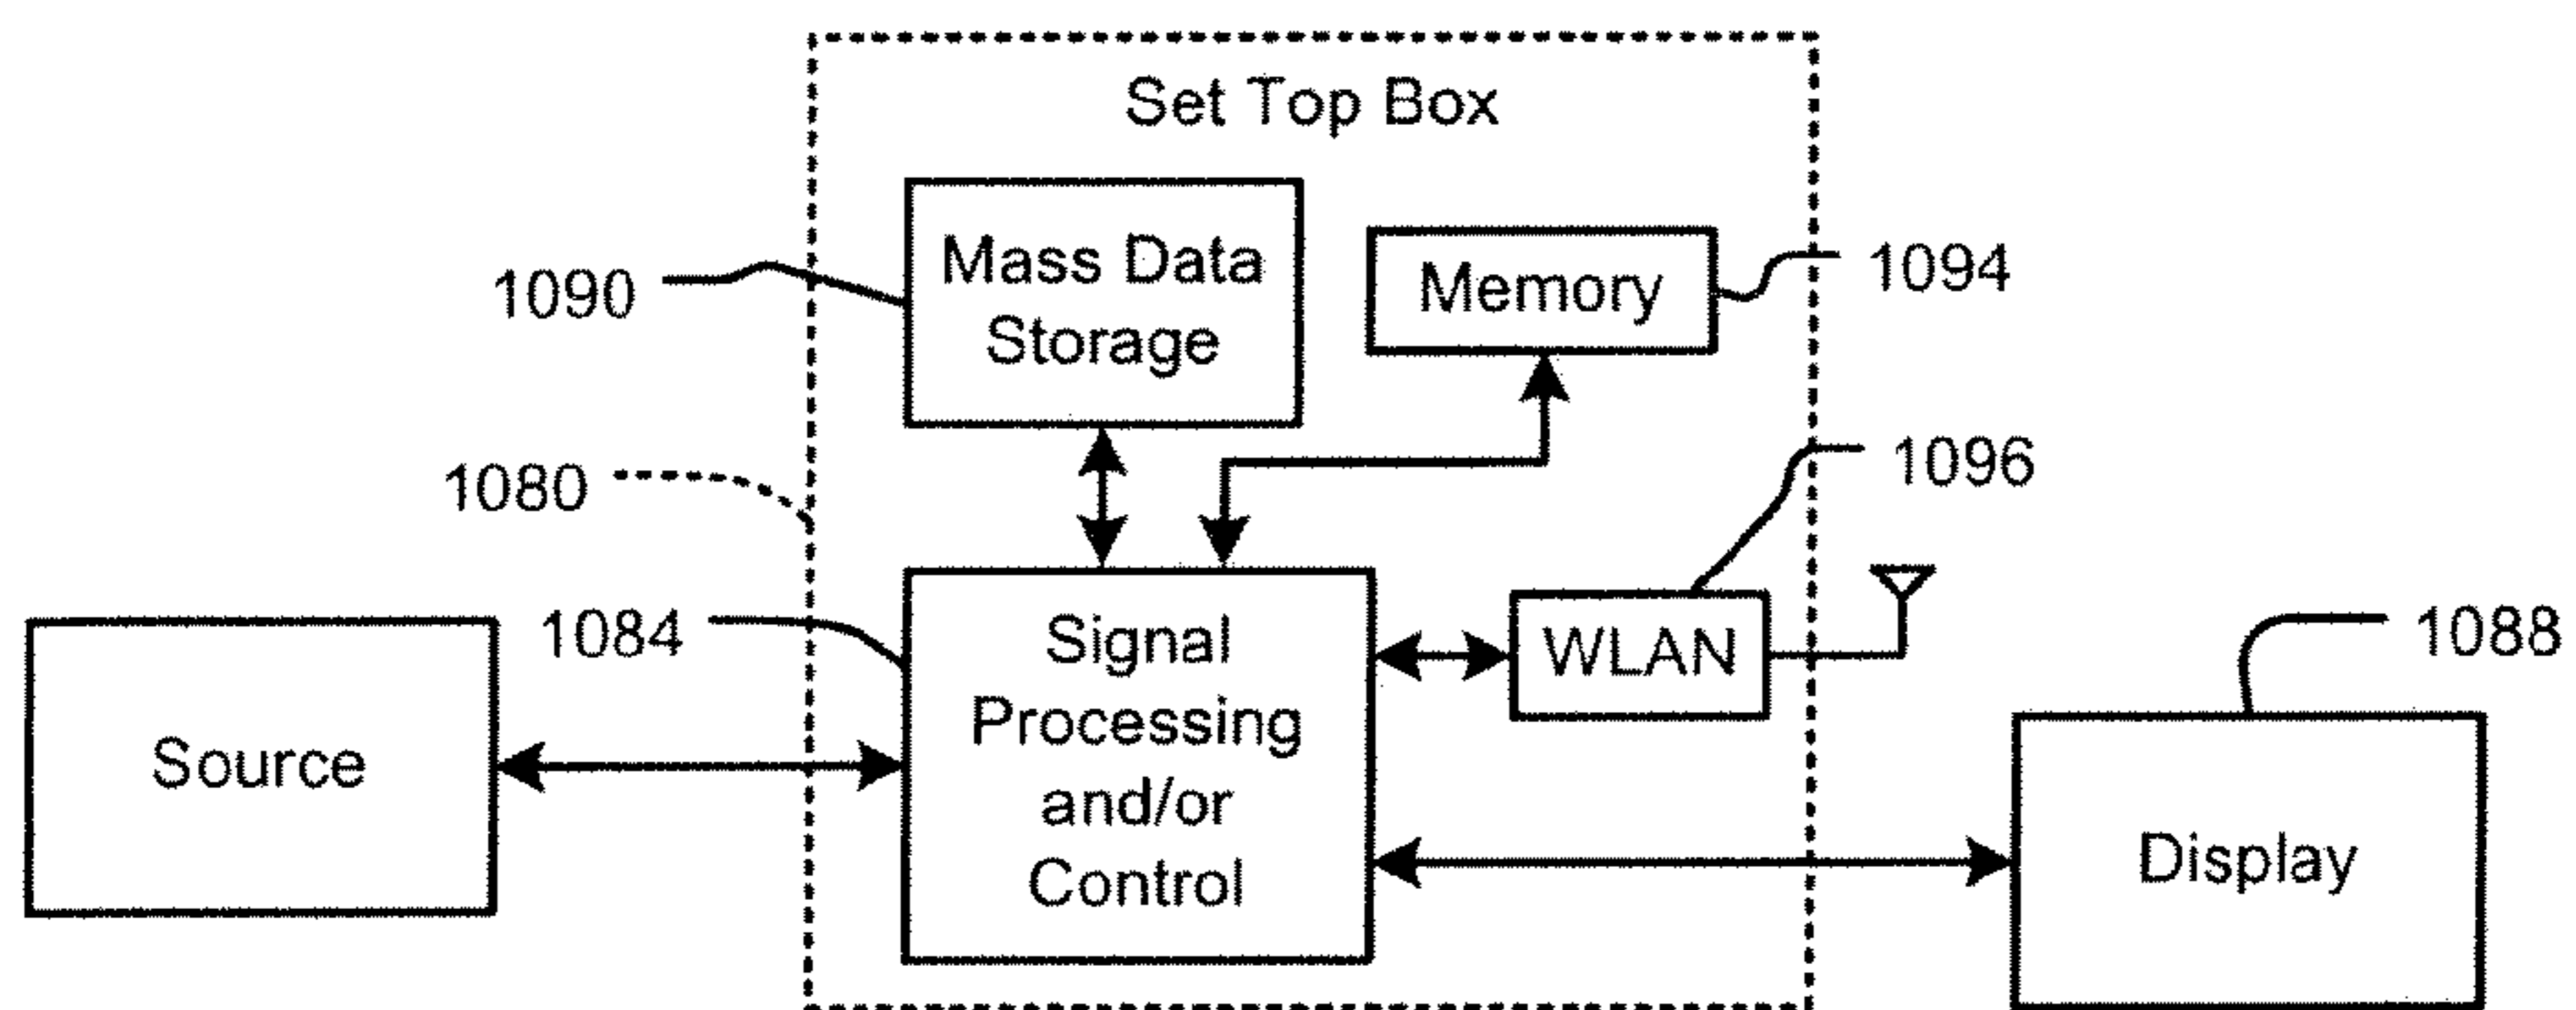 Set Top Box
1090
Mass Data
Storage
Memory
1094
1080
1096
1084
Signal
Processing
and/or
Control
WLAN
1088
Source
Display